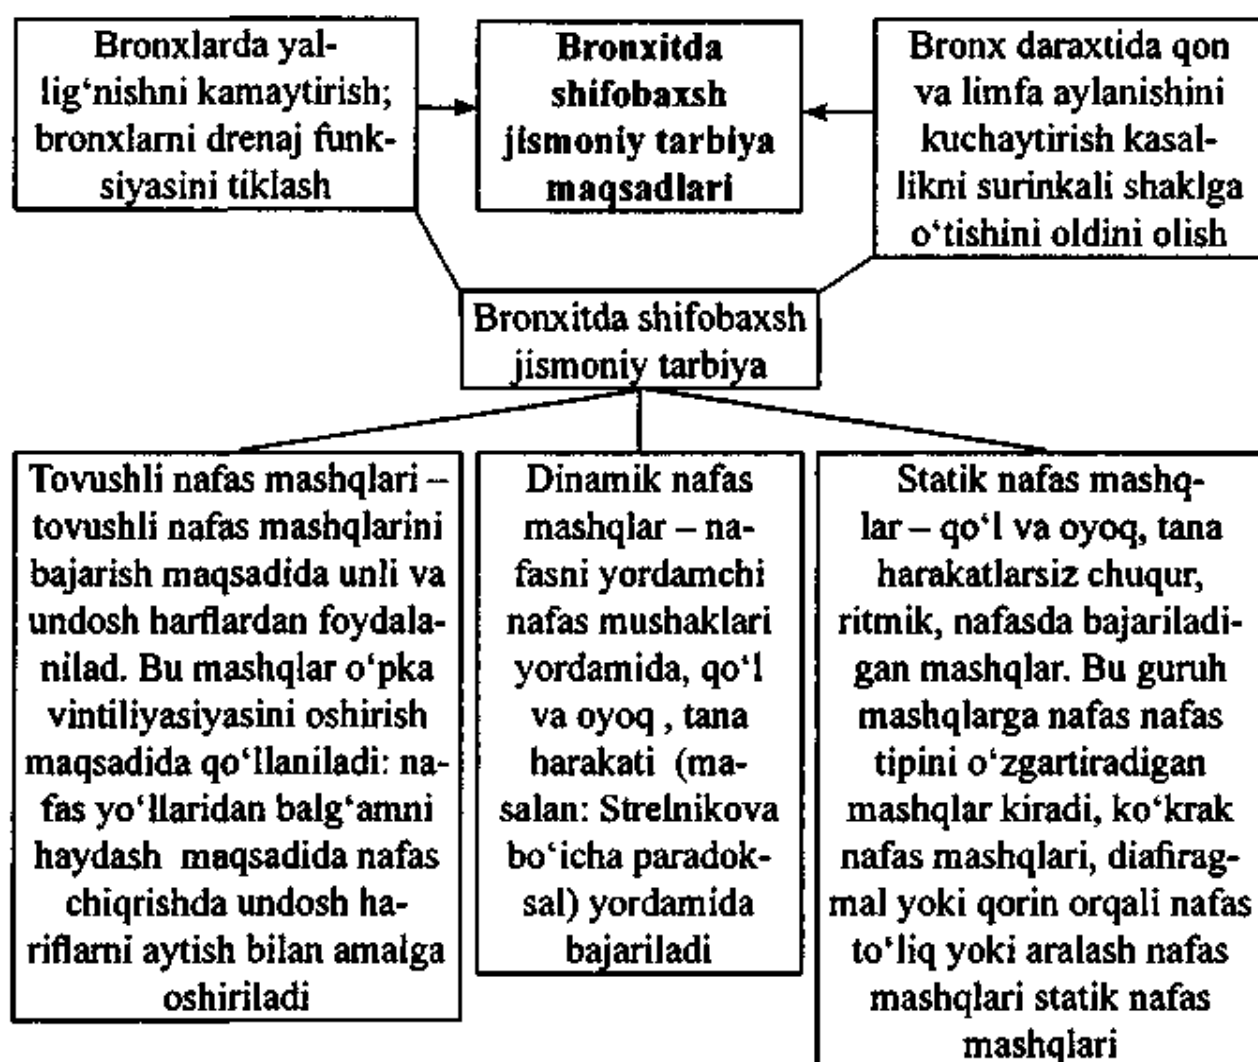 Bronxlarda yal-
lig‘nishni kamaytirish;
bronxlarni drenaj funk-
siyasini tiklash
Bronxitda
shifobaxsh
jismoniy tarbiya
maqsadlari
Bronx daraxtida qon
va limfa aylanishini
kuchaytirish kasal-
likni surinkali shaklga
o‘tishini oldini olish
Bronxitda shifobaxsh
jismoniy tarbiya
Tovushli nafas mashqlari –
tovushli nafas mashqlarini
bajarish maqsadida unli va
undosh harflardan foydala-
nilad. Bu mashqlar o‘pka
vintiliyasiyasini oshirish
maqsadida qo‘llaniladi: na-
fas yo‘llaridan balg‘amni
haydash maqsadida nafas
chiqrishda undosh ha-
riflarni aytish bilan amalga
oshiriladi
Dinamik nafas
mashqlar – na-
fasni yordamchi
nafas mushaklari
yordamida, qo‘l
va oyoq , tana
harakati (ma-
salan: Strelnikova
bo‘icha paradok-
sal) yordamida
bajariladi
Statik nafas mashq-
lar – qo‘l va oyoq, tana
harakatlarsiz chuqur,
ritmik, nafasda bajariladi-
gan mashqlar. Bu guruh
mashqlarga nafas nafas
tipini o‘zgartiradigan
mashqlar kiradi, ko‘krak
nafas mashqlari, diafirag-
mal yoki qorin orqali nafas
to‘liq yoki aralash nafas
mashqlari statik nafas
mashqlari